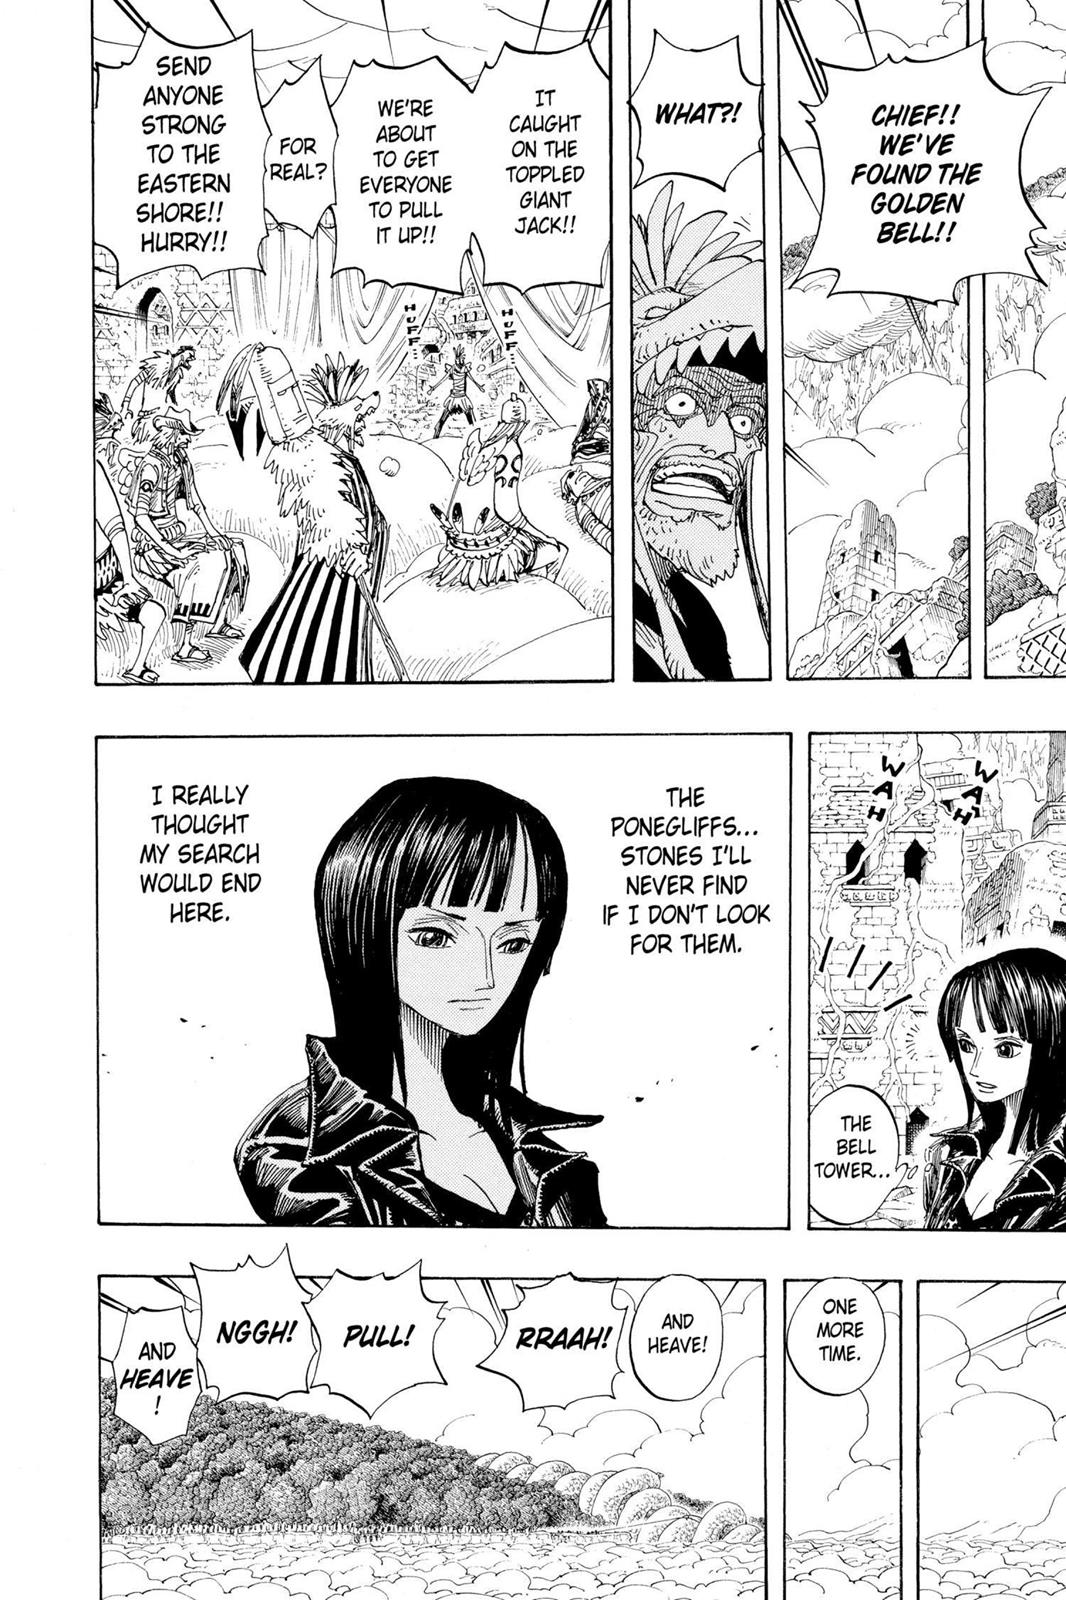 CHIEF!!
WE'VE
FOUND THE
GOLDEN
BELL!!
WHAT?!
IT
CAUGHT
ON THE
TOPPLED
GIANT
JACK!!
WE'RE
ABOUT
TO GET
EVERYONE
TO PULL
IT UP!!
FOR
REAL?
SEND
ANYONE
STRONG
TO THE
EASTERN
SHORE!!
HURRY!!
HUFF...
HUFF...
WAH
WAH
THE
BELL
TOWER...
THE
PONEGLIFFS...
STONES I'LL
NEVER FIND
IF I DON'T LOOK
FOR THEM.
I REALLY
THOUGHT
MY SEARCH
WOULD END
HERE.
ONE
MORE
TIME.
AND
HEAVE!
RRAAH!
PULL!
NGGH!
AND
HEAVE
!